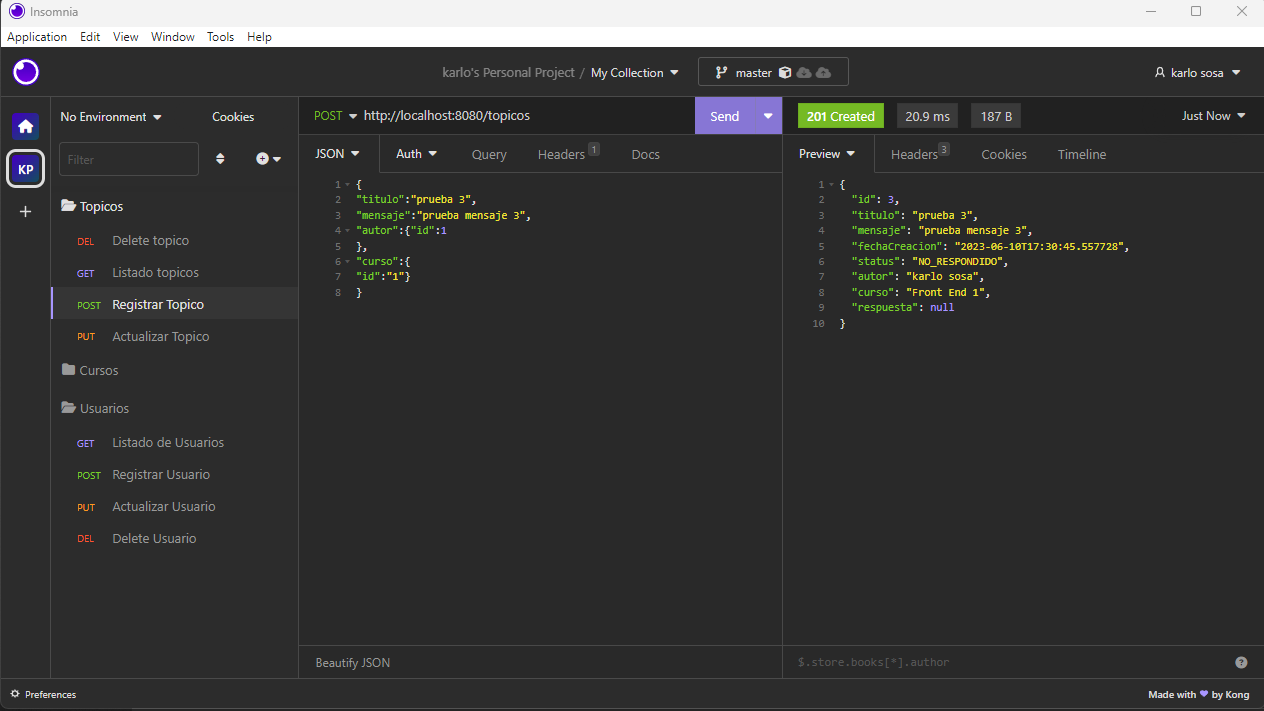 Insomnia
Application Edit View Window Tools Help
karlo's Personal Project / My Collection master karlo sosa
No Environment Cookies
Filter
KP
Topicos
DEL Delete topico
GET Listado topicos
POST Registrar Topico
PUT Actualizar Topico
Cursos
Usuarios
GET Listado de Usuarios
POST Registrar Usuario
PUT Actualizar Usuario
DEL Delete Usuario
POST http://localhost:8080/topicos Send
JSON Auth Query Headers 1 Docs
1 {
2 "titulo":"prueba 3",
3 "mensaje":"prueba mensaje 3",
4 "autor":{"id":1
5 },
6 "curso":{
7 "id":"1"}
8 }
Beautify JSON
201 Created 20.9 ms 187 B Just Now
Preview Headers 3 Cookies Timeline
1 {
2 "id": 3,
3 "titulo": "prueba 3",
4 "mensaje": "prueba mensaje 3",
5 "fechaCreacion": "2023-06-10T17:30:45.557728",
6 "status": "NO_RESPONDIDO",
7 "autor": "karlo sosa",
8 "curso": "Front End 1",
9 "respuesta": null
10 }
$.store.books[*].author ?
Preferences
Made with by Kong